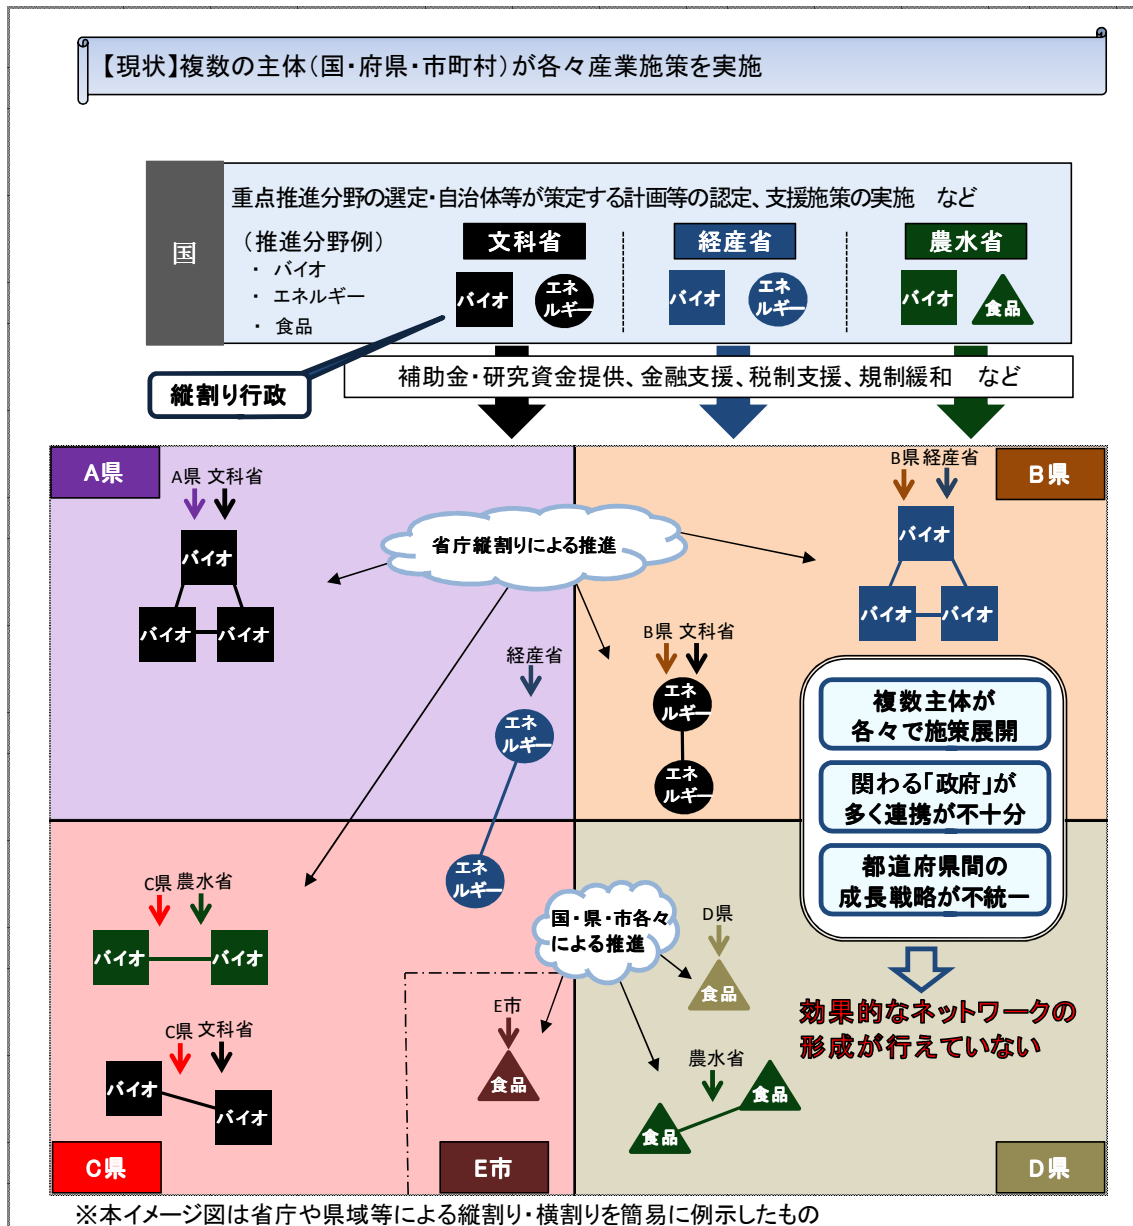 【現状】複数の主体（国・府県・市町村）が各々産業施策を実施
国
重点推進分野の選定・自治体等が策定する計画等の認定、支援施策の実施　など
（推進分野例）
・ バイオ
・ エネルギー
・ 食品
文科省
経産省
農水省
バイオ
エネ
ルギー
バイオ
エネ
ルギー
バイオ
食品
縦割り行政
補助金・研究資金提供、金融支援、税制支援、規制緩和　など
A県
A県 文科省
バイオ
バイオ
バイオ
省庁縦割りによる推進
B県 経産省
B県
バイオ
バイオ
バイオ
B県 文科省
エネ
ルギー
エネ
ルギー
経産省
エネ
ルギー
エネ
ルギー
複数主体が
各々で施策展開
関わる「政府」が
多く連携が不十分
都道府県間の
成長戦略が不統一
効果的なネットワークの
形成が行えていない
C県 農水省
バイオ
バイオ
C県 文科省
バイオ
バイオ
C県
国・県・市各々
による推進
E市
食品
E市
D県
食品
農水省
食品
食品
D県
※本イメージ図は省庁や県域等による縦割り・横割りを簡易に例示したもの